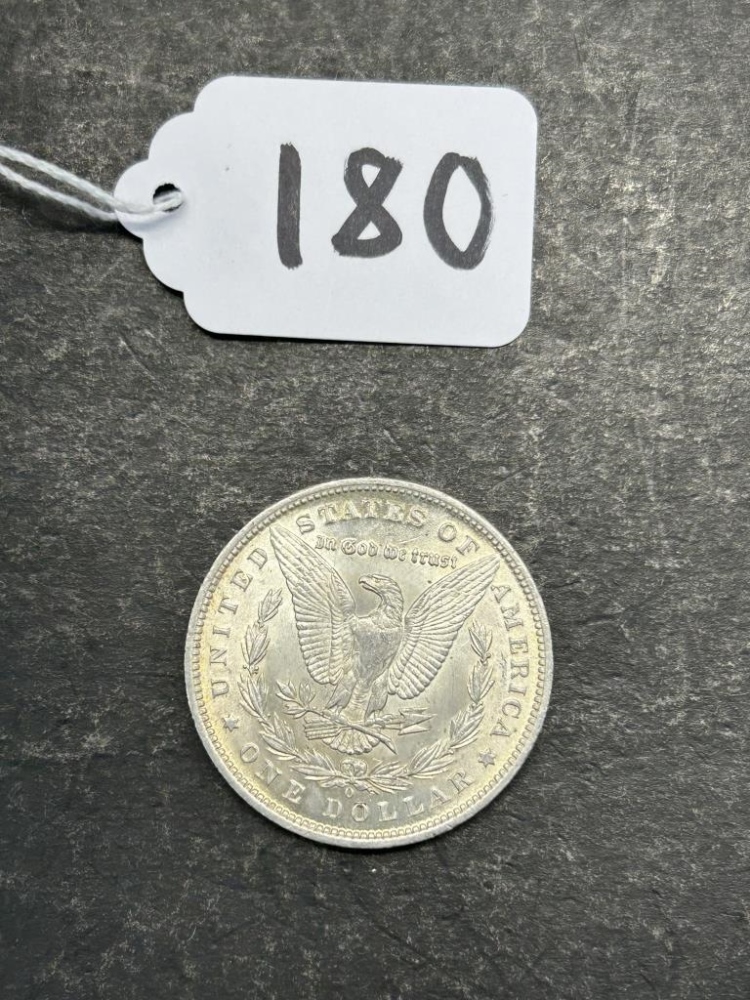 180
UNITED STATES OF AMERICA
In God we trust
O
ONE DOLLAR